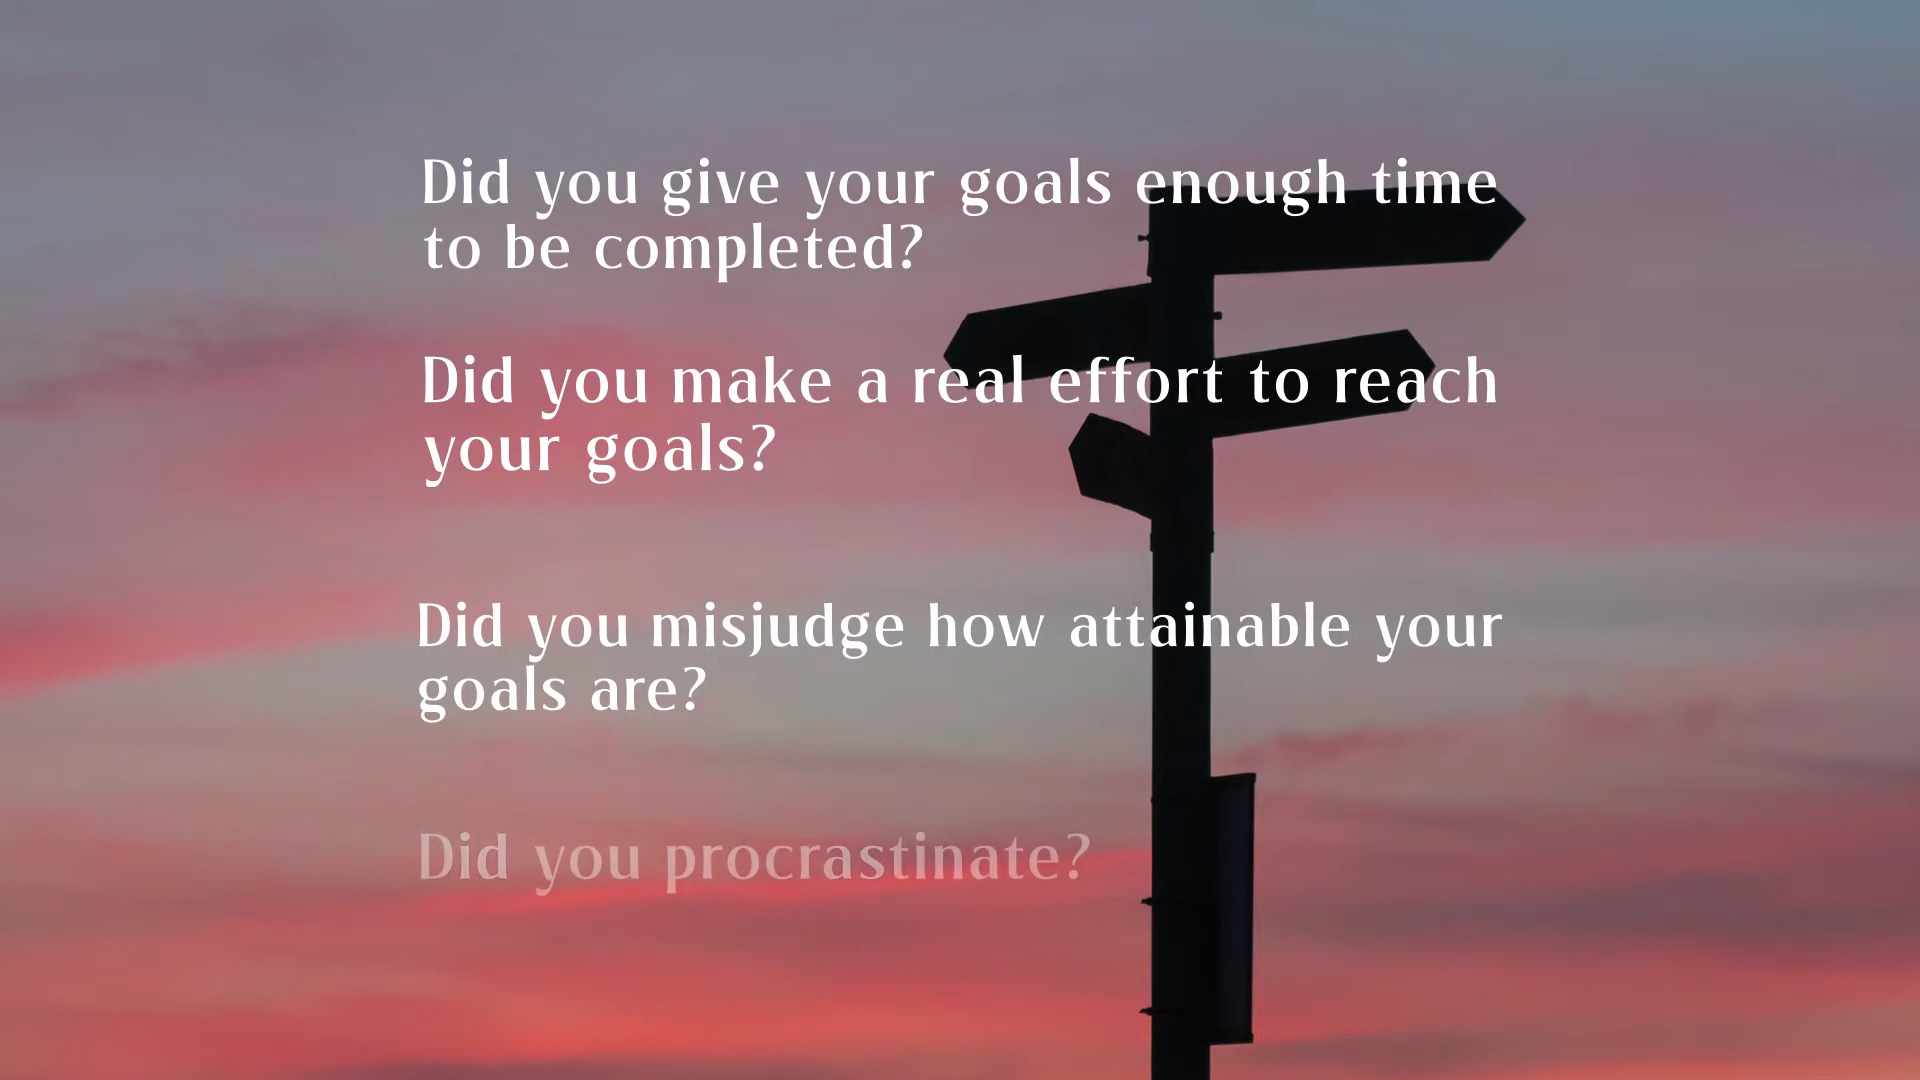 Did you give your goals enough time
to be completed?
Did you make a real effort to reach
your goals?
Did you misjudge how attainable your
goals are?
Did you procrastinate?